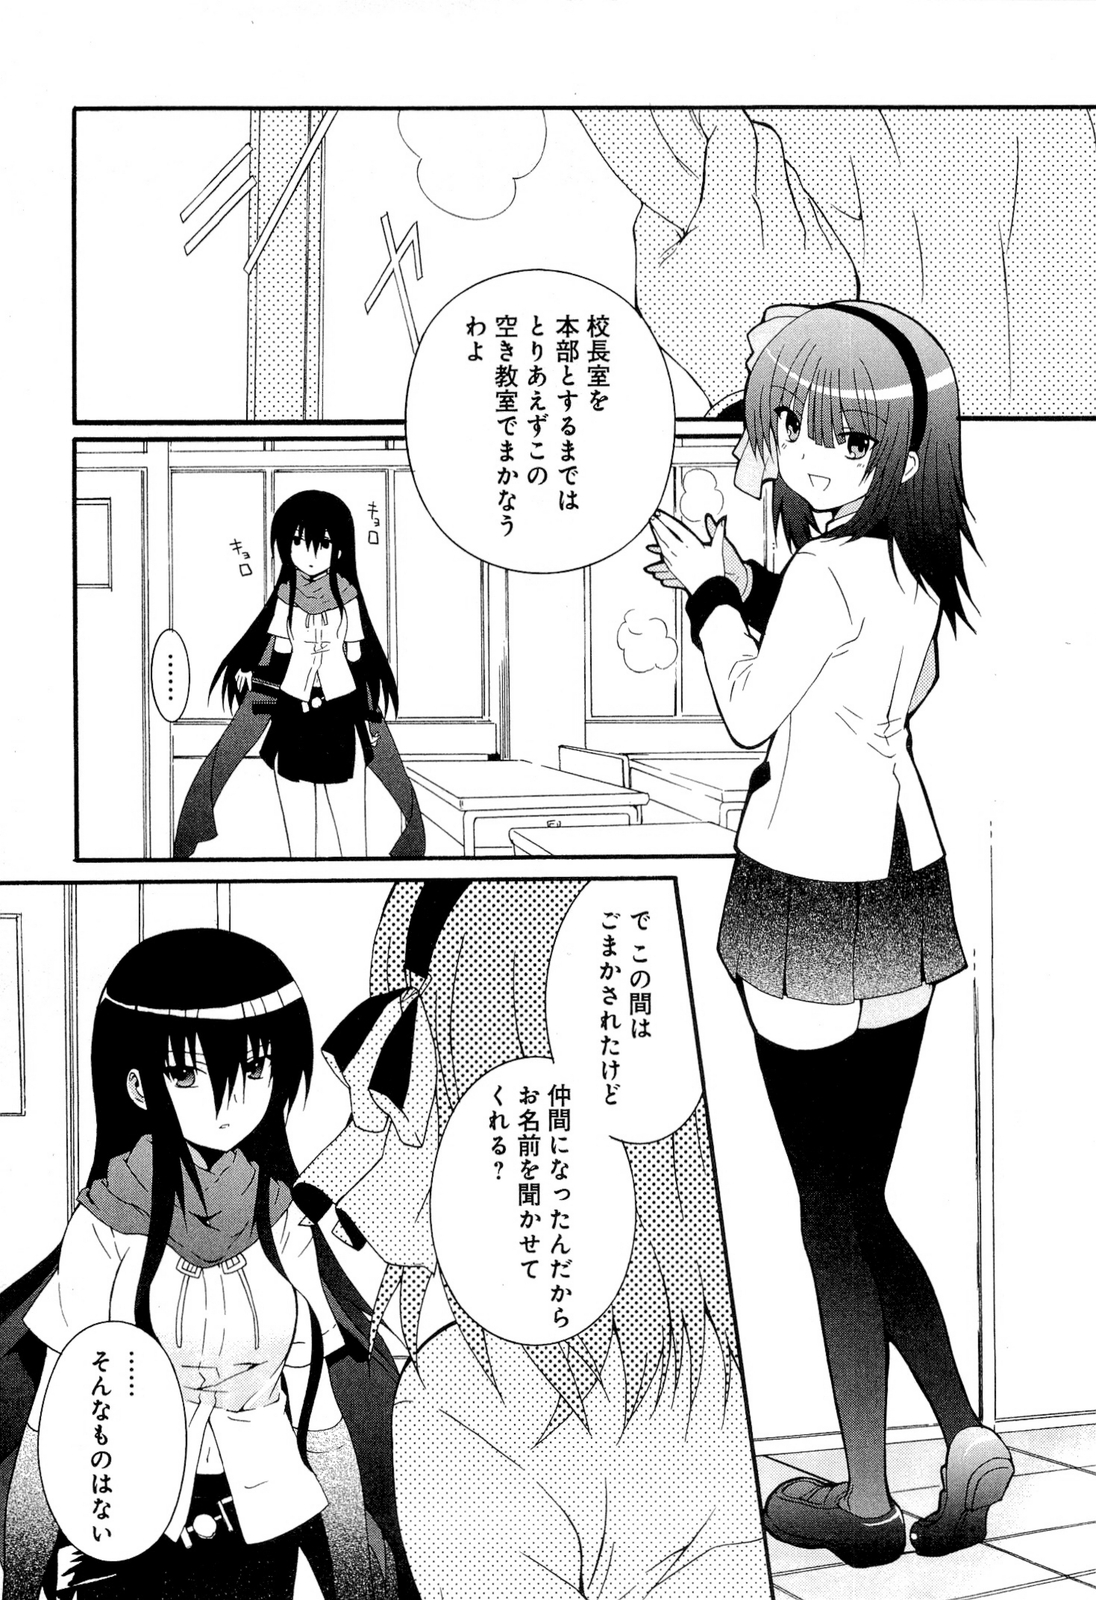 校長室を
本部とするまでは
とりあえずこの
空き教室でまかなう
わよ
キョロ
キョロ
……
で この間は
ごまかされたけど
仲間になったんだから
お名前を聞かせて
くれる?
……
そんなものはない